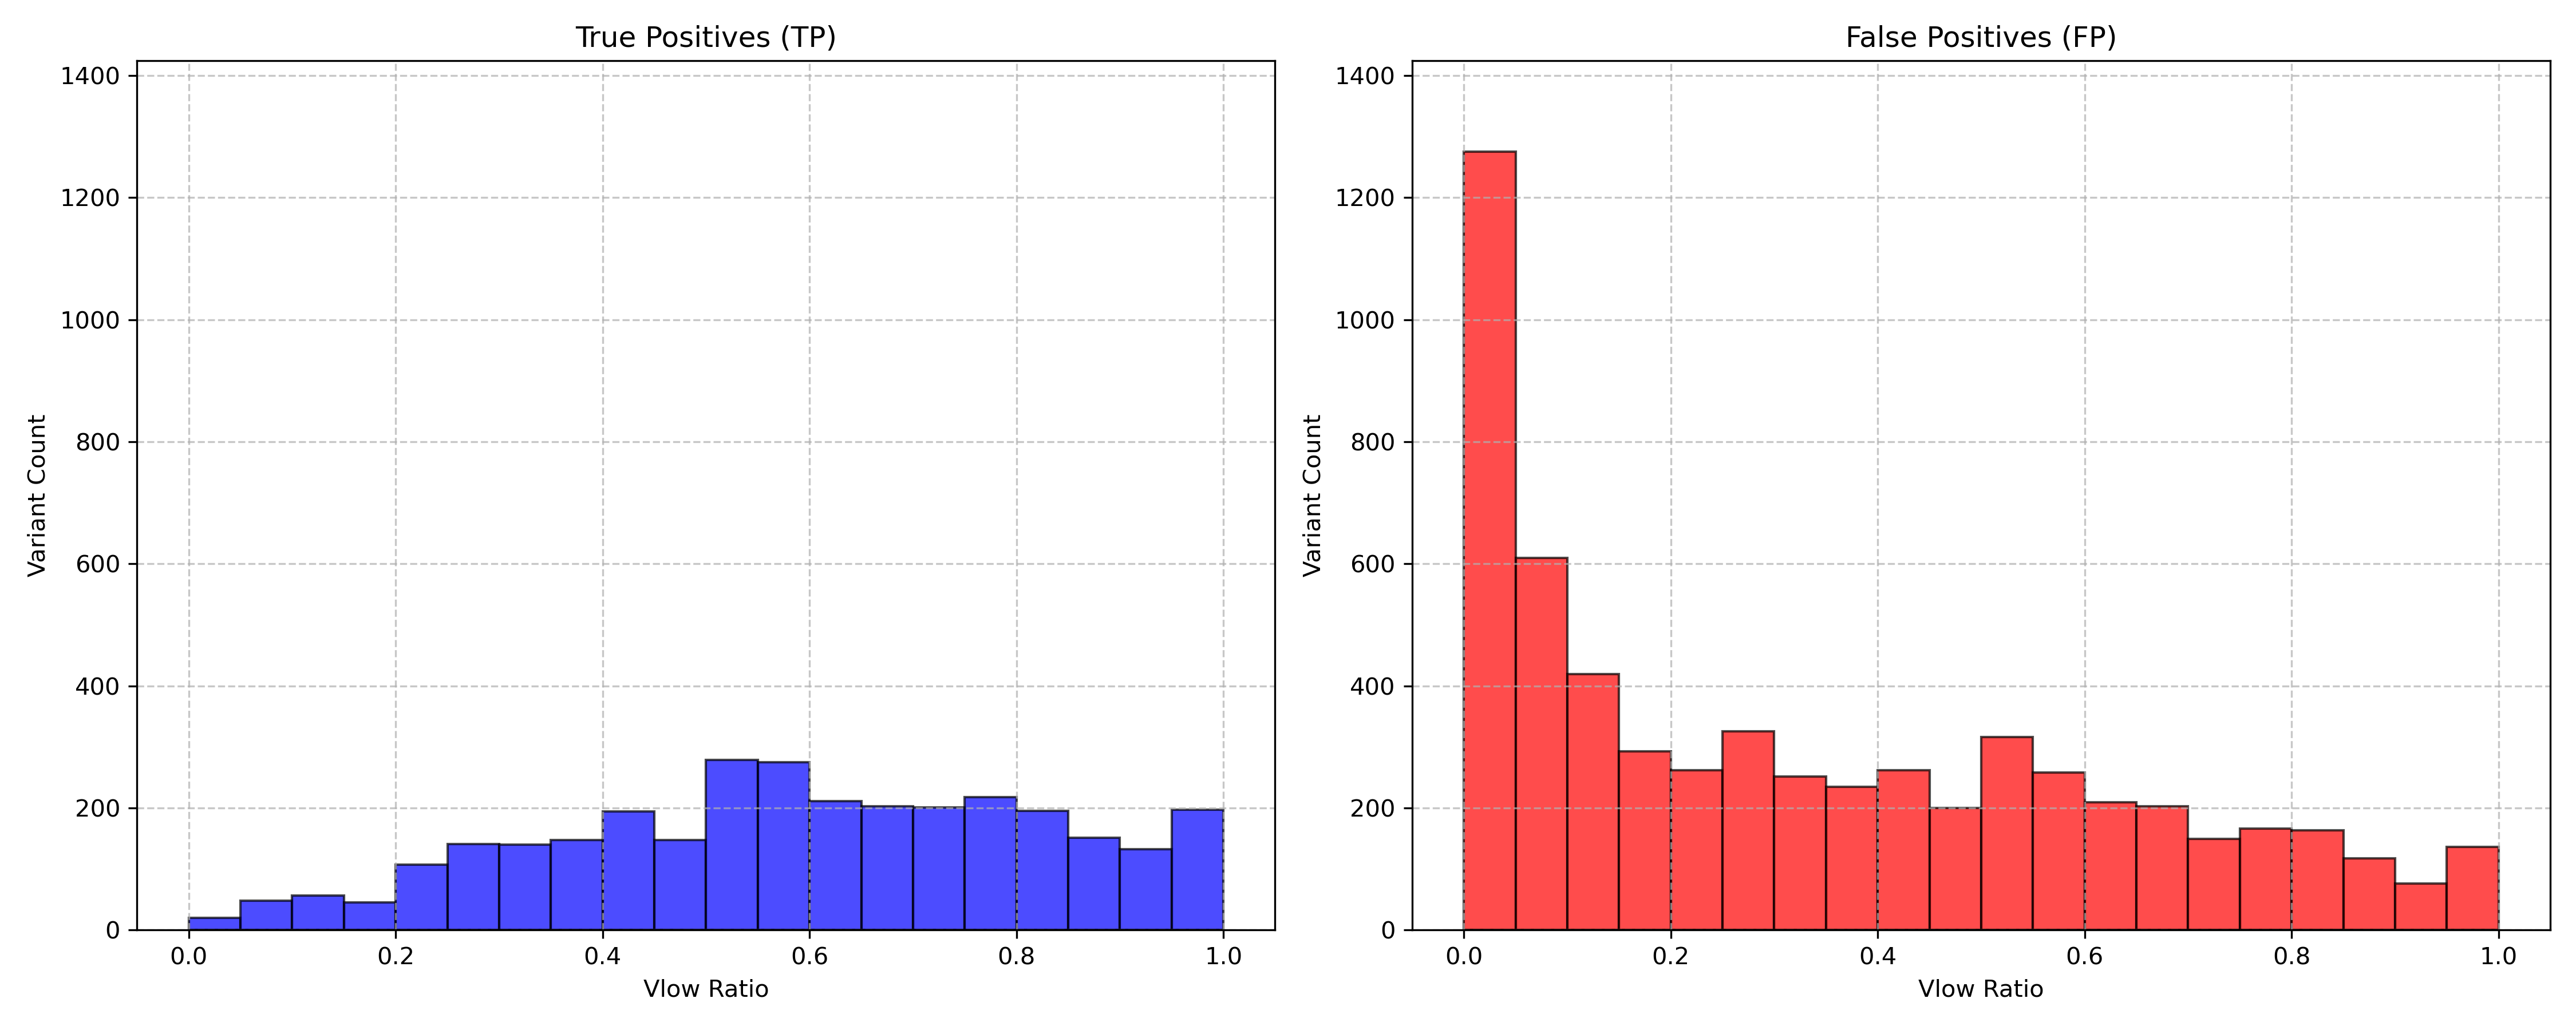 True Positives (TP)
1400
1200
1000
800
600
400
200
0
Variant Count
0.0 0.2 0.4 0.6 0.8 1.0
Vlow Ratio
False Positives (FP)
1400
1200
1000
800
600
400
200
0
Variant Count
0.0 0.2 0.4 0.6 0.8 1.0
Vlow Ratio